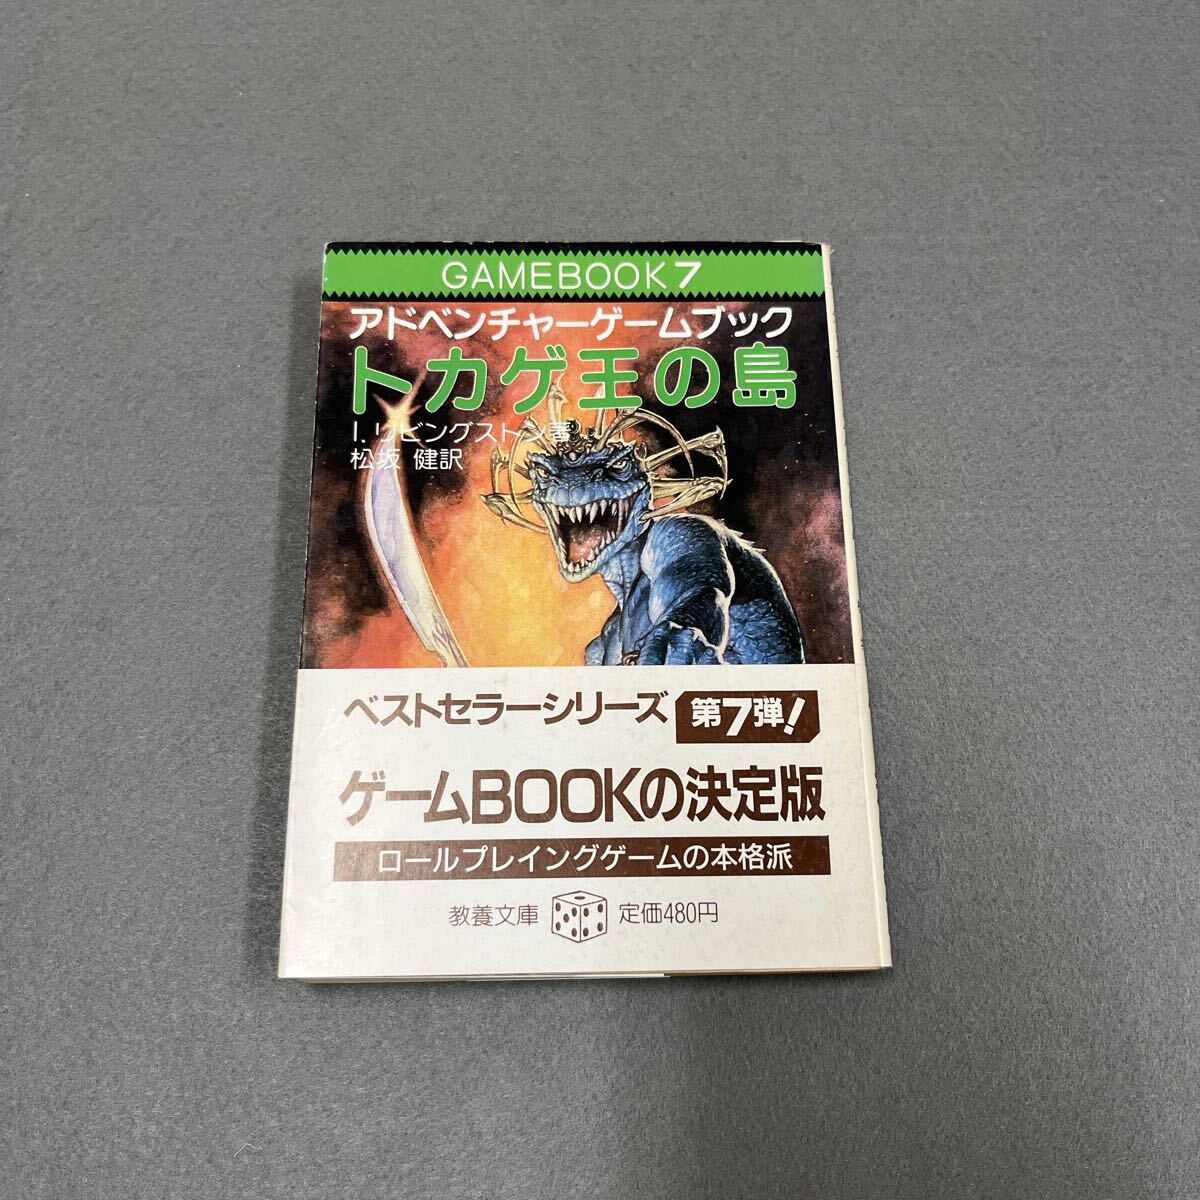 GAMEBOOK7
アドベンチャーゲームブック
トカゲ王の島
I. リビングストン著
松坂 健訳
ベストセラーシリーズ 第7弾!
ゲームBOOKの決定版
ロールプレイングゲームの本格派
教養文庫 定価480円